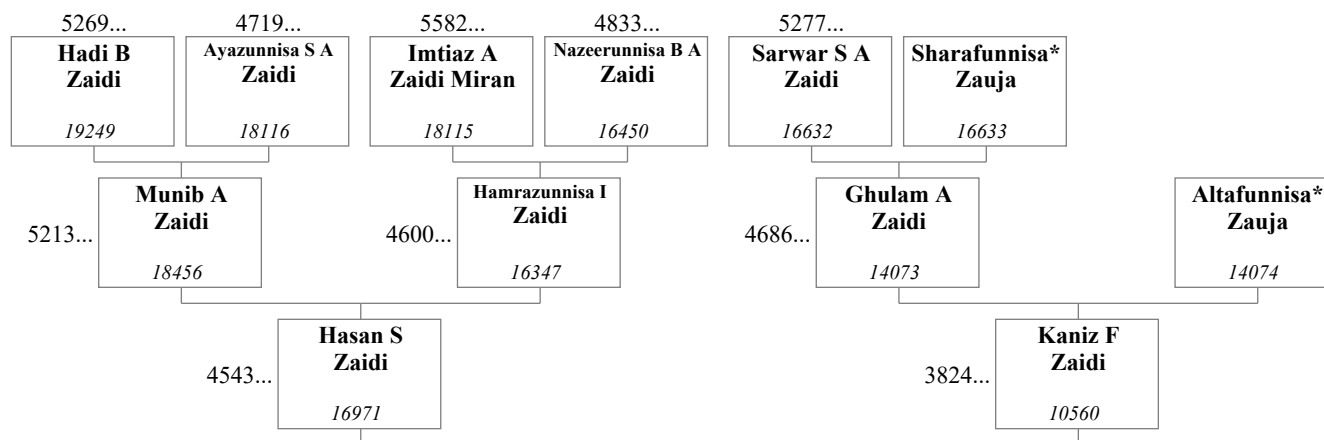 5269... 4719... 5582... 4833... 5277...
Hadi B
Zaidi
19249
Ayazunnisa S A
Zaidi
18116
Imtiaz A
Zaidi Miran
18115
Nazeerunnisa B A
Zaidi
16450
Sarwar S A
Zaidi
16632
Sharafunnisa*
Zauja
16633
5213...
Munib A
Zaidi
18456
4600...
Hamrazunnisa I
Zaidi
16347
4686...
Ghulam A
Zaidi
14073
Altafunnisa*
Zauja
14074
4543...
Hasan S
Zaidi
16971
3824...
Kaniz F
Zaidi
10560